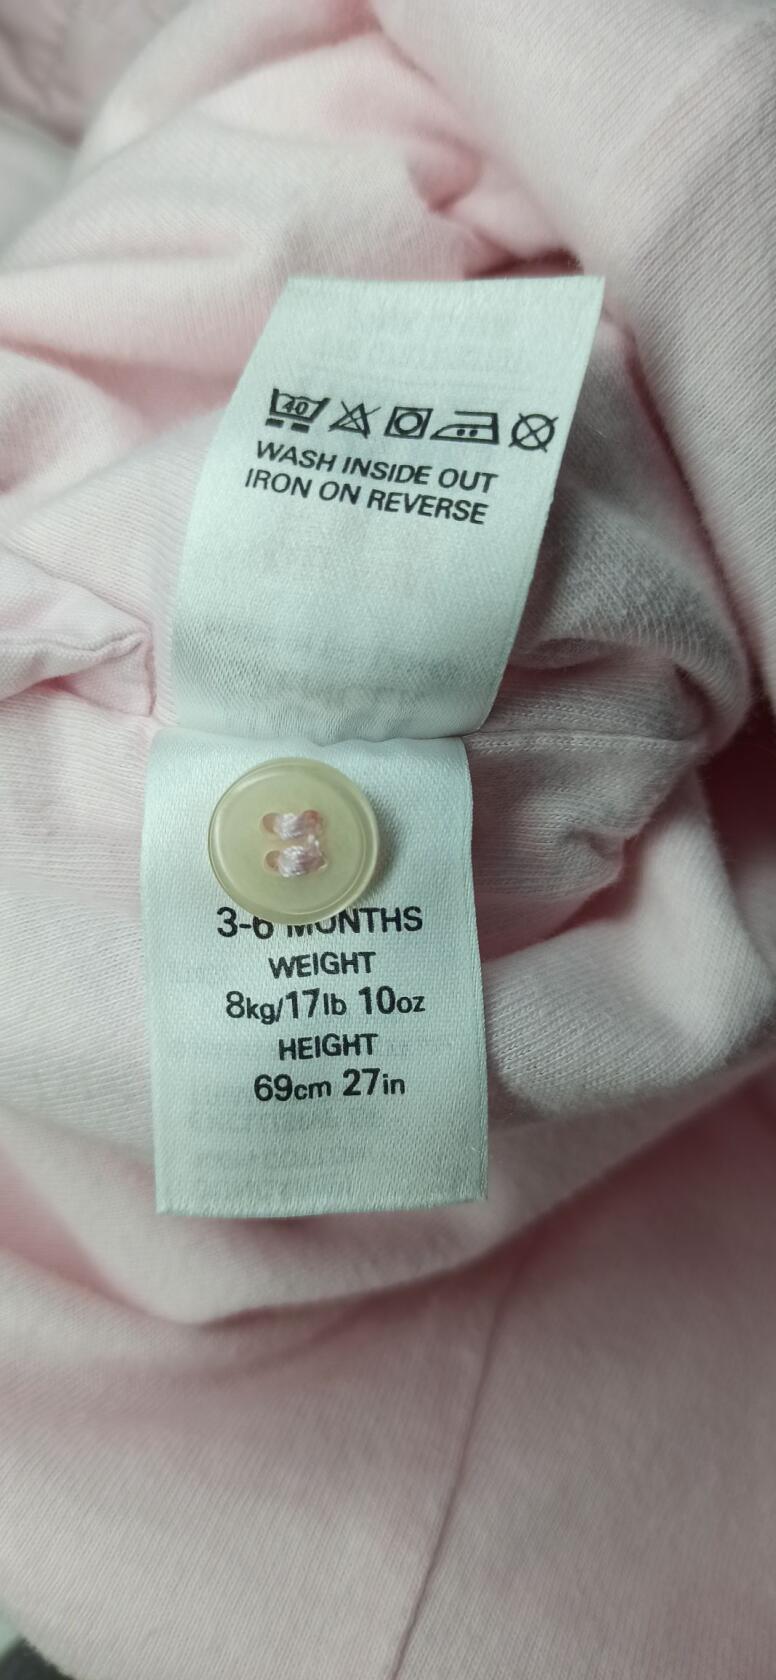 40
WASH INSIDE OUT
IRON ON REVERSE
3-6 MONTHS
WEIGHT
8kg/17lb 10oz
HEIGHT
69cm 27in